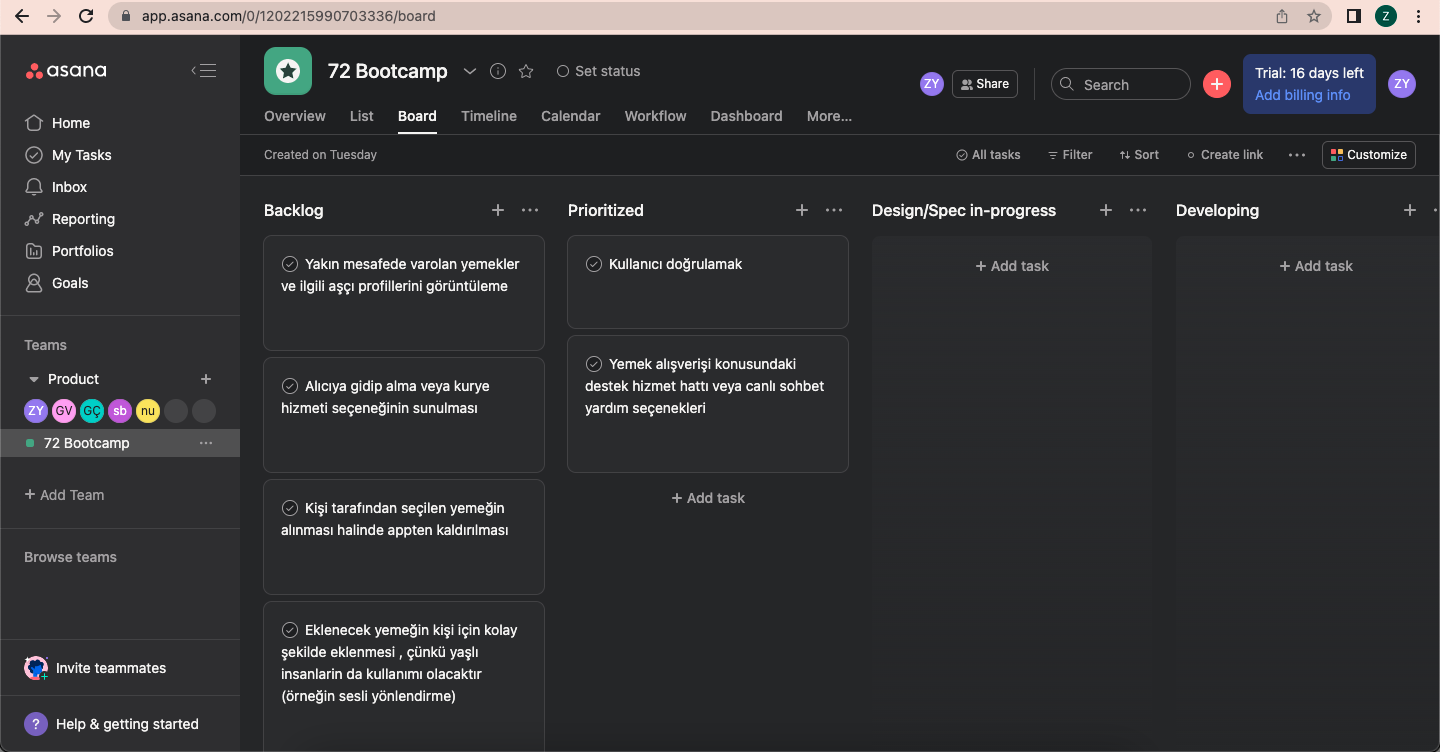 app.asana.com/0/1202215990703336/board
Z
asana
Home
My Tasks
Inbox
Reporting
Portfolios
Goals
Teams
Product
ZY GV GÇ sb nu
72 Bootcamp
+ Add Team
Browse teams
Invite teammates
? Help & getting started
72 Bootcamp
Set status
ZY
Share
Search
Trial: 16 days left
Add billing info
ZY
Overview List Board Timeline Calendar Workflow Dashboard More...
Created on Tuesday
All tasks
Filter
Sort
Create link
Customize
Backlog
Yakın mesafede varolan yemekler
ve ilgili aşçı profillerini görüntüleme
Alıcıya gidip alma veya kurye
hizmeti seçeneğinin sunulması
Kişi tarafından seçilen yemeğin
alınması halinde appten kaldırılması
Eklenecek yemeğin kişi için kolay
şekilde eklenmesi , çünkü yaşlı
insanlarin da kullanımı olacaktır
(örneğin sesli yönlendirme)
Prioritized
Kullanıcı doğrulamak
Yemek alışverişi konusundaki
destek hizmet hattı veya canlı sohbet
yardım seçenekleri
+ Add task
Design/Spec in-progress
+ Add task
Developing
+ Add task